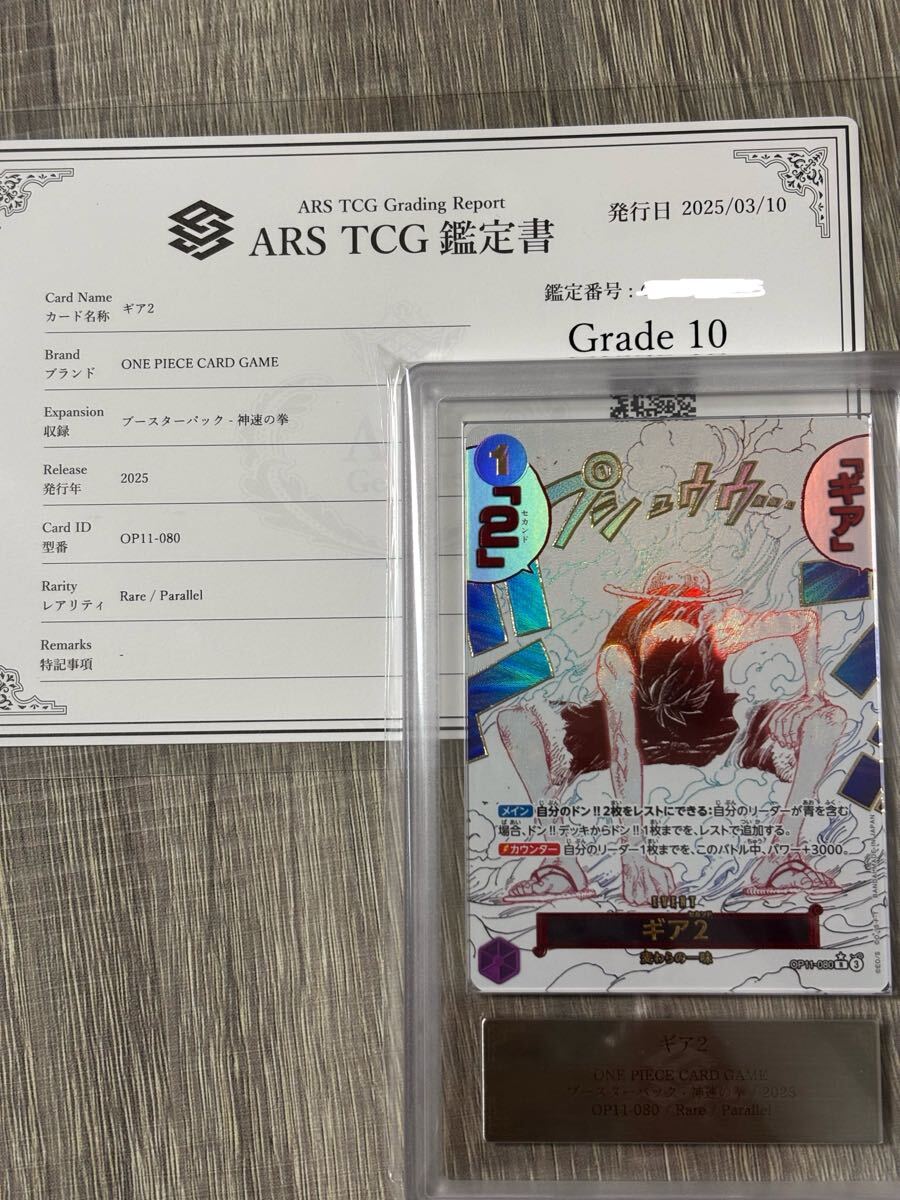 ARS TCG Grading Report
ARS TCG 鑑定書
発行日 2025/03/10
鑑定番号 :
Grade 10
Card Name
カード名称 ギア2
Brand
ブランド ONE PIECE CARD GAME
Expansion
収録 ブースターパック - 神速の拳
Release
発行年 2025
Card ID
型番 OP11-080
Rarity
レアリティ Rare / Parallel
Remarks
特記事項 -
1
「ギア」
「2」
セカンド
プシュウウ…
メイン 自分のドン!!2枚をレストにできる:自分のリーダーが青を含む
場合、ドン!!デッキからドン!!1枚までを、レストで追加する。
カウンター 自分のリーダー1枚までを、このバトル中、パワー+3000。
EVENT
セカンド
ギア2
麦わらの一味
OP11-080 R 3
ギア2
ONE PIECE CARD GAME
ブースターパック - 神速の拳 / 2025
OP11-080 / Rare / Parallel